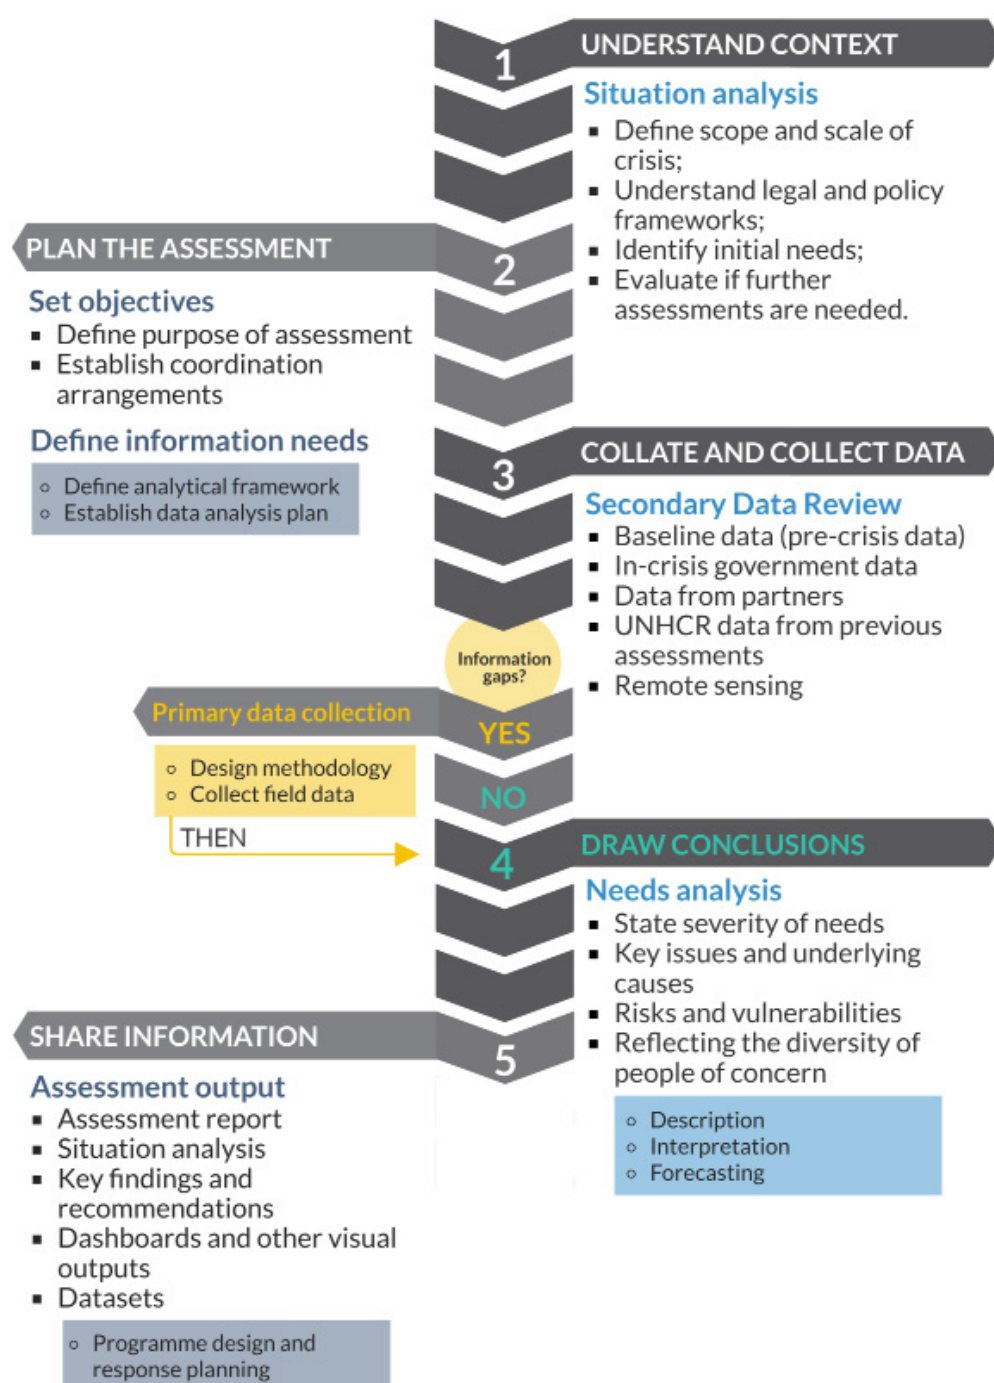 1
UNDERSTAND CONTEXT
Situation analysis
▪ Define scope and scale of
crisis;
▪ Understand legal and policy
frameworks;
▪ Identify initial needs;
▪ Evaluate if further
assessments are needed.
PLAN THE ASSESSMENT
2
Set objectives
▪ Define purpose of assessment
▪ Establish coordination
arrangements
Define information needs
○ Define analytical framework
○ Establish data analysis plan
3
COLLATE AND COLLECT DATA
Secondary Data Review
▪ Baseline data (pre-crisis data)
▪ In-crisis government data
▪ Data from partners
▪ UNHCR data from previous
assessments
▪ Remote sensing
Information
gaps?
Primary data collection
YES
○ Design methodology
○ Collect field data
THEN
NO
4
DRAW CONCLUSIONS
Needs analysis
▪ State severity of needs
▪ Key issues and underlying
causes
▪ Risks and vulnerabilities
▪ Reflecting the diversity of
people of concern
○ Description
○ Interpretation
○ Forecasting
SHARE INFORMATION
5
Assessment output
▪ Assessment report
▪ Situation analysis
▪ Key findings and
recommendations
▪ Dashboards and other visual
outputs
▪ Datasets
○ Programme design and
response planning